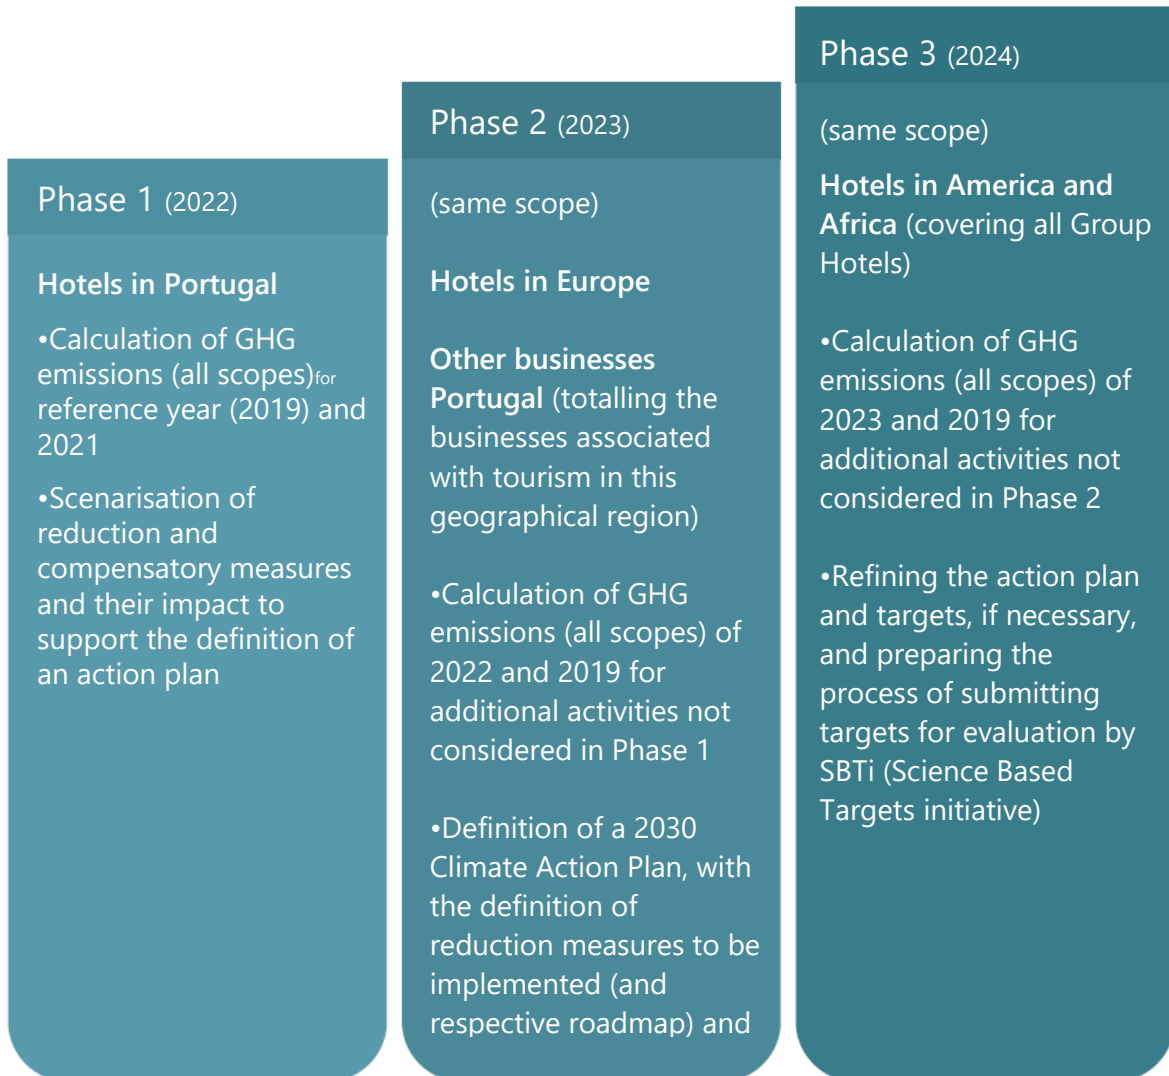 Phase 1 (2022)
Hotels in Portugal
•Calculation of GHG
emissions (all scopes)for
reference year (2019) and
2021
•Scenarisation of
reduction and
compensatory measures
and their impact to
support the definition of
an action plan
Phase 2 (2023)
(same scope)
Hotels in Europe
Other businesses
Portugal (totalling the
businesses associated
with tourism in this
geographical region)
•Calculation of GHG
emissions (all scopes) of
2022 and 2019 for
additional activities not
considered in Phase 1
•Definition of a 2030
Climate Action Plan, with
the definition of
reduction measures to be
implemented (and
respective roadmap) and
Phase 3 (2024)
(same scope)
Hotels in America and
Africa (covering all Group
Hotels)
•Calculation of GHG
emissions (all scopes) of
2023 and 2019 for
additional activities not
considered in Phase 2
•Refining the action plan
and targets, if necessary,
and preparing the
process of submitting
targets for evaluation by
SBTi (Science Based
Targets initiative)